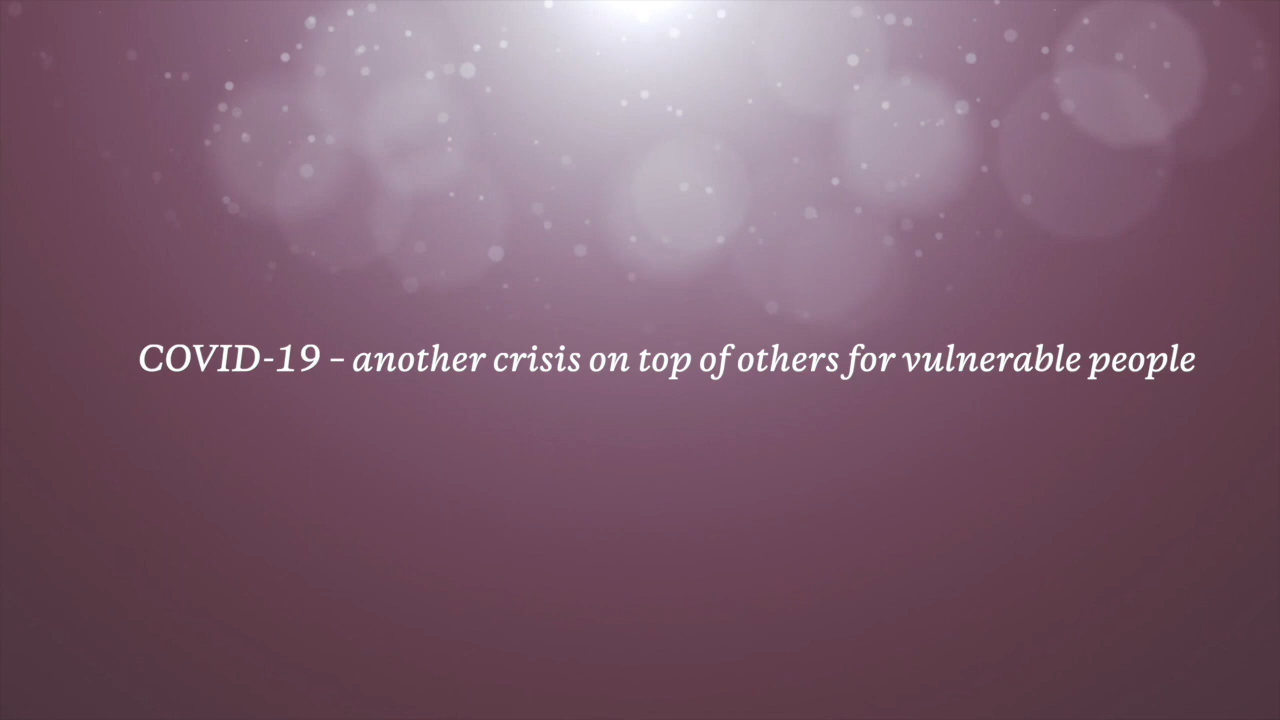 COVID-19 – another crisis on top of others for vulnerable people